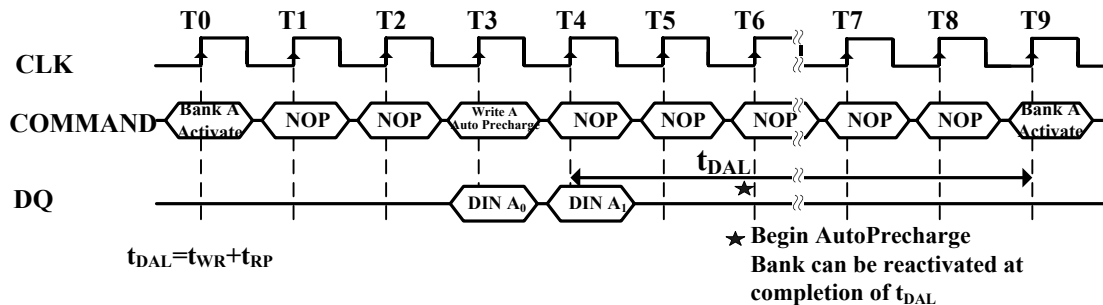 T0 T1 T2 T3 T4 T5 T6 T7 T8 T9
CLK
COMMAND
Bank A
Activate
NOP
NOP
Write A
Auto Precharge
NOP
NOP
NOP
NOP
NOP
Bank A
Activate
tDAL
★
DQ
DIN A0
DIN A1
tDAL=tWR+tRP
★ Begin AutoPrecharge
Bank can be reactivated at
completion of tDAL